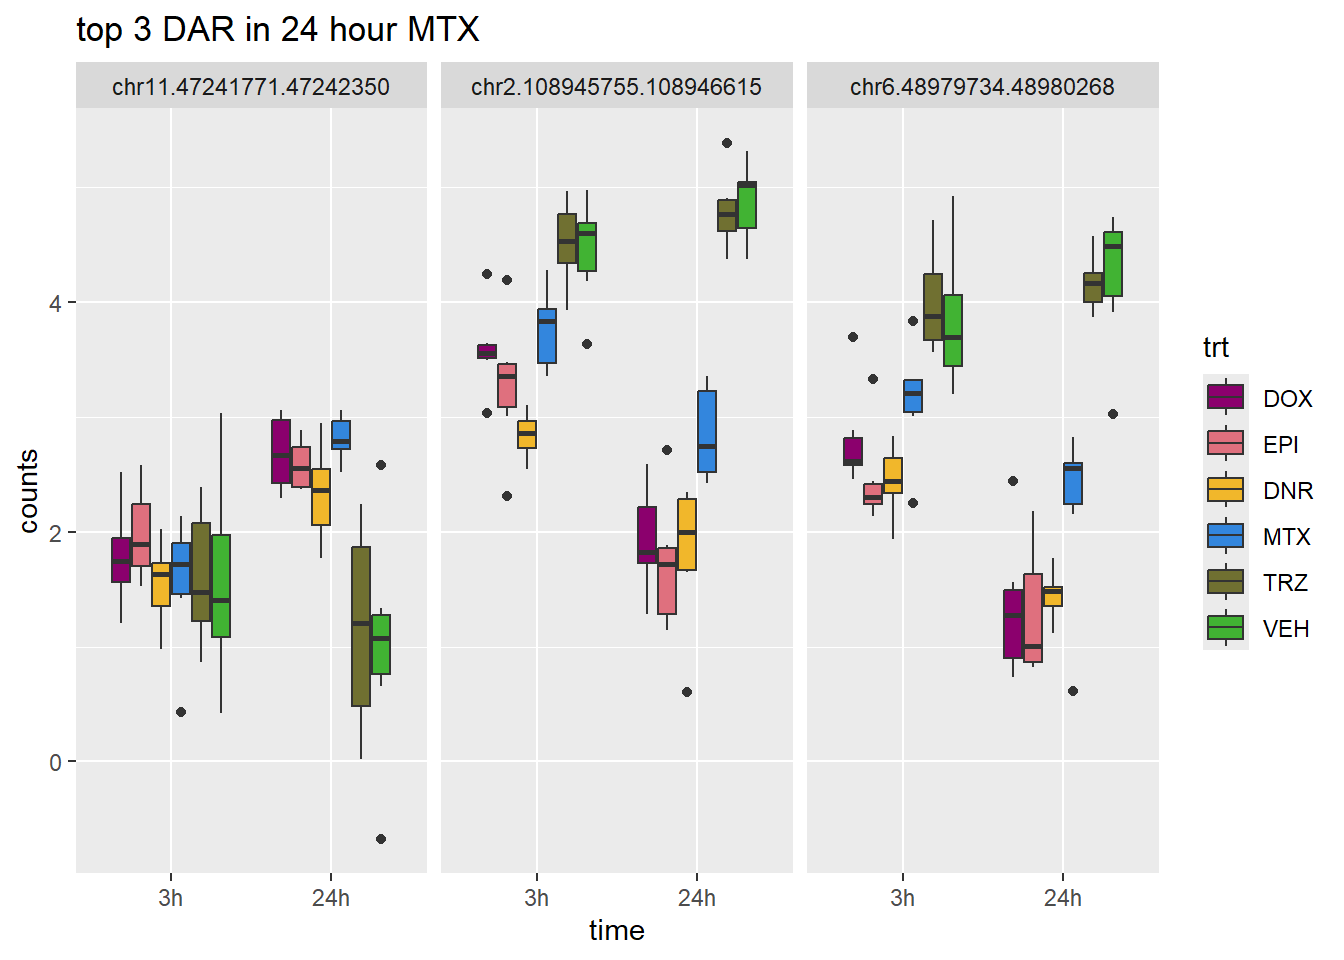 top 3 DAR in 24 hour MTX
chr11.47241771.47242350
chr2.108945755.108946615
chr6.48979734.48980268
counts
4
2
0
3h
24h
3h
24h
3h
24h
time
trt
DOX
EPI
DNR
MTX
TRZ
VEH